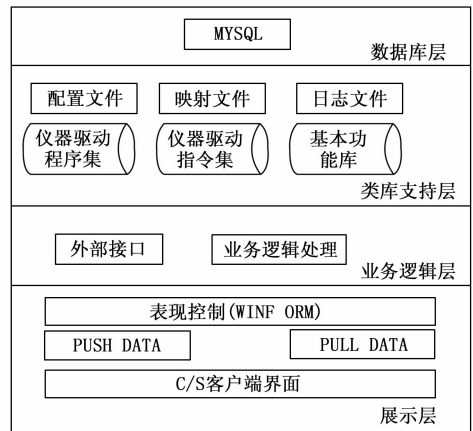 MYSQL
数据库层
配置文件 映射文件 日志文件
仪器驱动程序集 仪器驱动指令集 基本功能库
类库支持层
外部接口 业务逻辑处理
业务逻辑层
表现控制(WINF ORM)
PUSH DATA PULL DATA
C/S客户端界面
展示层